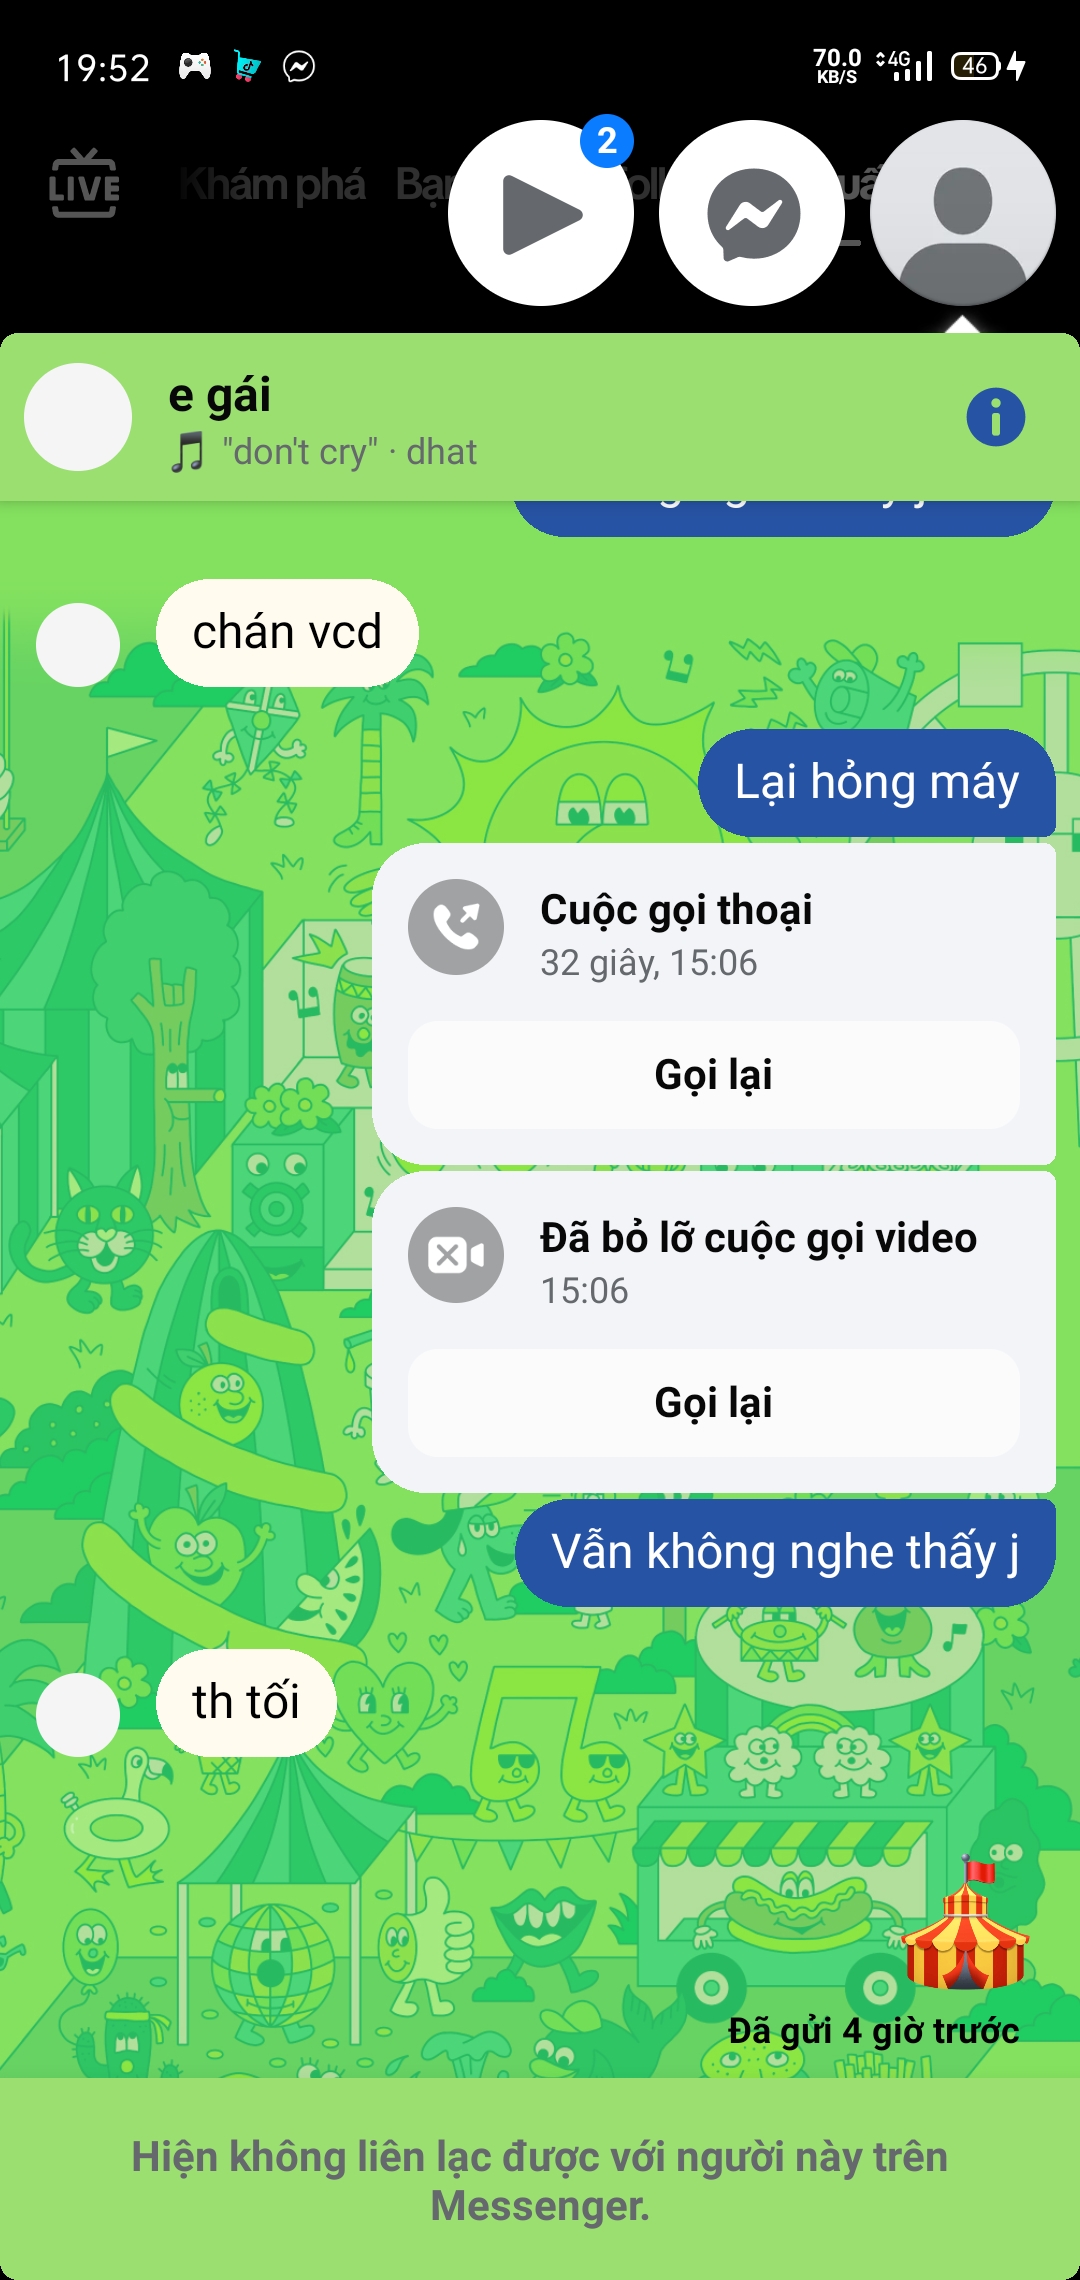 19:52
70.0
KB/S
4G
46
LIVE
Khám phá
2
e gái
"don't cry" · dhat
chán vcd
Lại hỏng máy
Cuộc gọi thoại
32 giây, 15:06
Gọi lại
Đã bỏ lỡ cuộc gọi video
15:06
Gọi lại
Vẫn không nghe thấy j
th tối
Đã gửi 4 giờ trước
Hiện không liên lạc được với người này trên
Messenger.